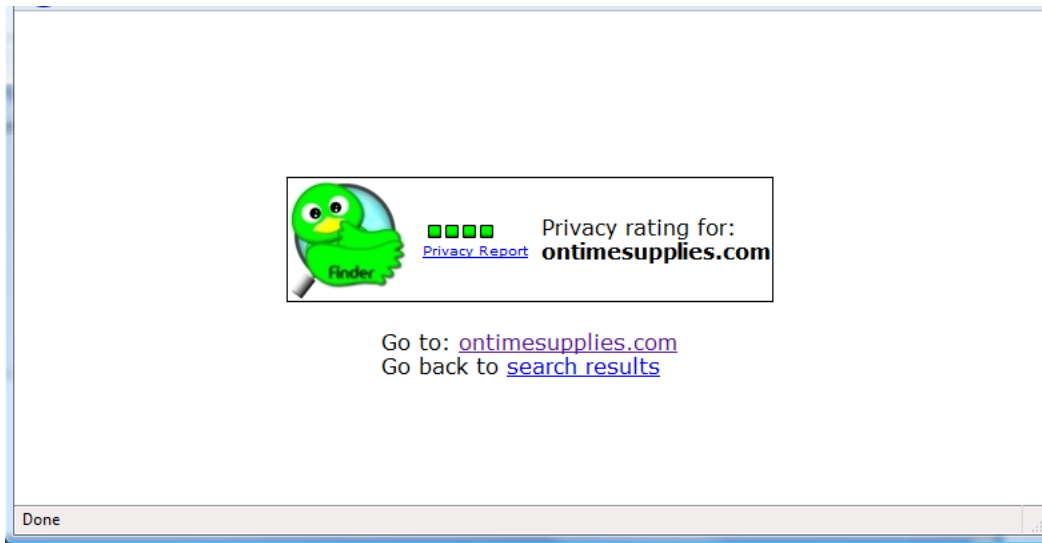 Finder
Privacy Report
Privacy rating for:
ontimesupplies.com
Go to: ontimesupplies.com
Go back to search results
Done